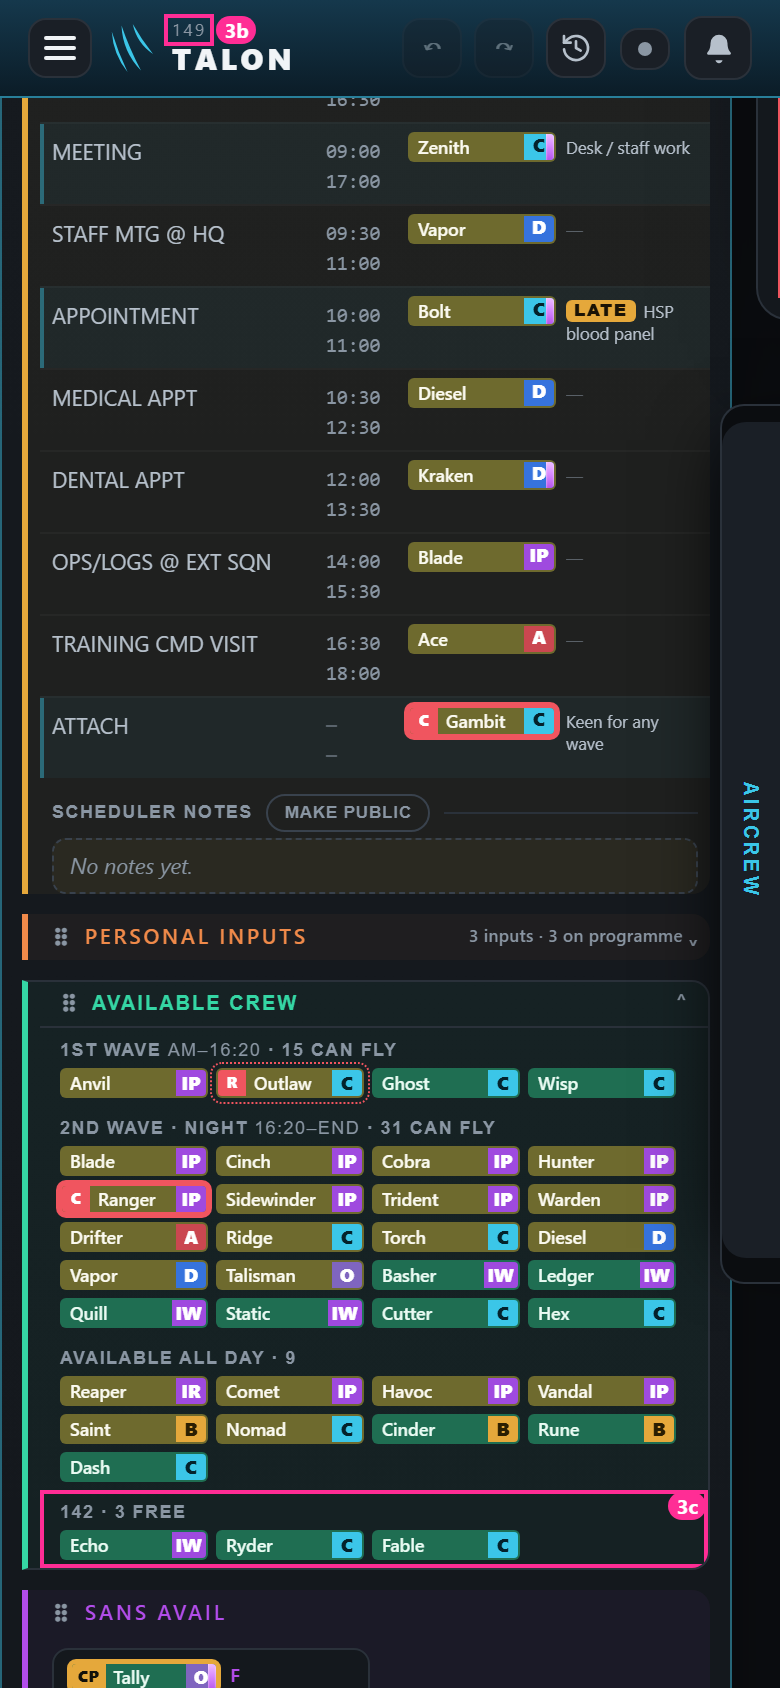 149 3b
TALON
16:30
MEETING 09:00 17:00 Zenith C Desk / staff work
STAFF MTG @ HQ 09:30 11:00 Vapor D —
APPOINTMENT 10:00 11:00 Bolt C LATE HSP blood panel
MEDICAL APPT 10:30 12:30 Diesel D —
DENTAL APPT 12:00 13:30 Kraken D —
OPS/LOGS @ EXT SQN 14:00 15:30 Blade IP —
TRAINING CMD VISIT 16:30 18:00 Ace A —
ATTACH – – C Gambit C Keen for any wave
SCHEDULER NOTES MAKE PUBLIC
No notes yet.
AIRCREW
PERSONAL INPUTS 3 inputs · 3 on programme
AVAILABLE CREW
1ST WAVE AM–16:20 · 15 CAN FLY
Anvil IP R Outlaw C Ghost C Wisp C
2ND WAVE · NIGHT 16:20–END · 31 CAN FLY
Blade IP Cinch IP Cobra IP Hunter IP
C Ranger IP Sidewinder IP Trident IP Warden IP
Drifter A Ridge C Torch C Diesel D
Vapor D Talisman O Basher IW Ledger IW
Quill IW Static IW Cutter C Hex C
AVAILABLE ALL DAY · 9
Reaper IR Comet IP Havoc IP Vandal IP
Saint B Nomad C Cinder B Rune B
Dash C
142 · 3 FREE 3c
Echo IW Ryder C Fable C
SANS AVAIL
CP Tally O F